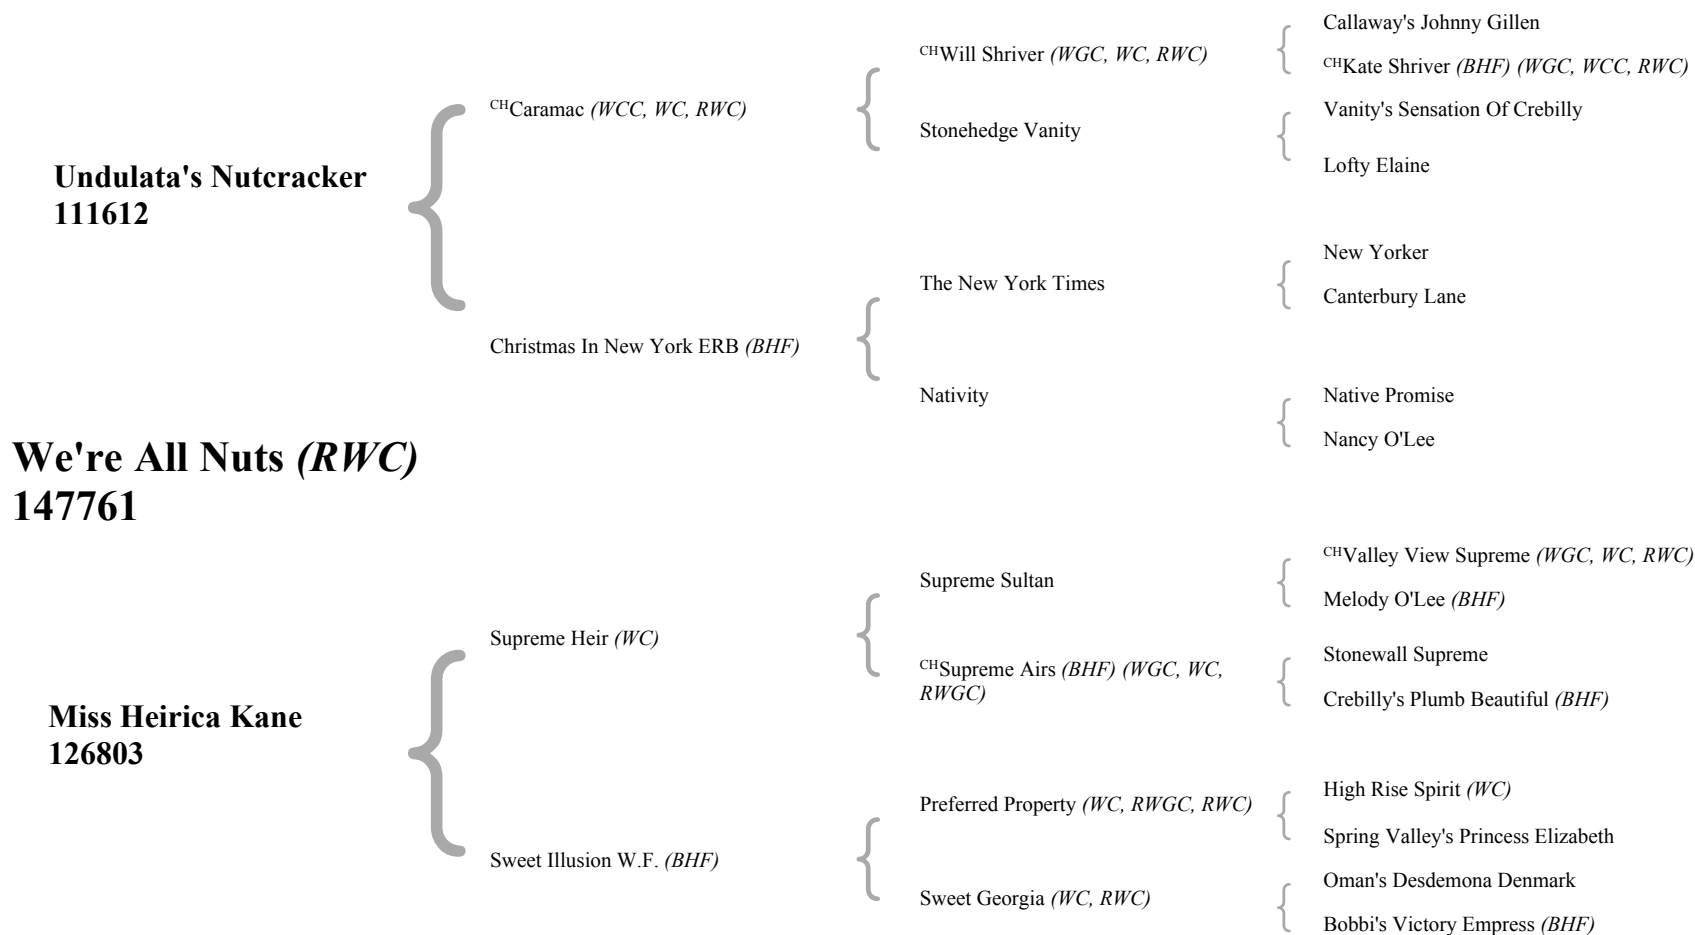 Callaway's Johnny Gillen
CHWill Shriver (WGC, WC, RWC)
CHKate Shriver (BHF) (WGC, WCC, RWC)
CHCaramac (WCC, WC, RWC)
Vanity's Sensation Of Crebilly
Stonehedge Vanity
Lofty Elaine
Undulata's Nutcracker
111612
New Yorker
The New York Times
Canterbury Lane
Christmas In New York ERB (BHF)
Native Promise
Nativity
Nancy O'Lee
We're All Nuts (RWC)
147761
CHValley View Supreme (WGC, WC, RWC)
Supreme Sultan
Melody O'Lee (BHF)
Supreme Heir (WC)
Stonewall Supreme
CHSupreme Airs (BHF) (WGC, WC,
RWGC)
Crebilly's Plumb Beautiful (BHF)
Miss Heirica Kane
126803
High Rise Spirit (WC)
Preferred Property (WC, RWGC, RWC)
Spring Valley's Princess Elizabeth
Sweet Illusion W.F. (BHF)
Oman's Desdemona Denmark
Sweet Georgia (WC, RWC)
Bobbi's Victory Empress (BHF)